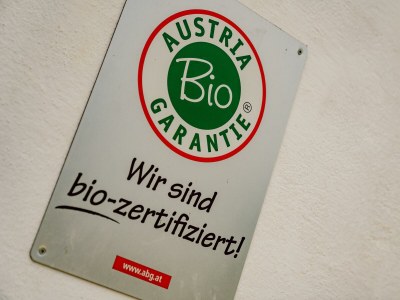 AUSTRIA
Bio
GARANTIE®
Wir sind
bio-zertifiziert!
www.abg.at